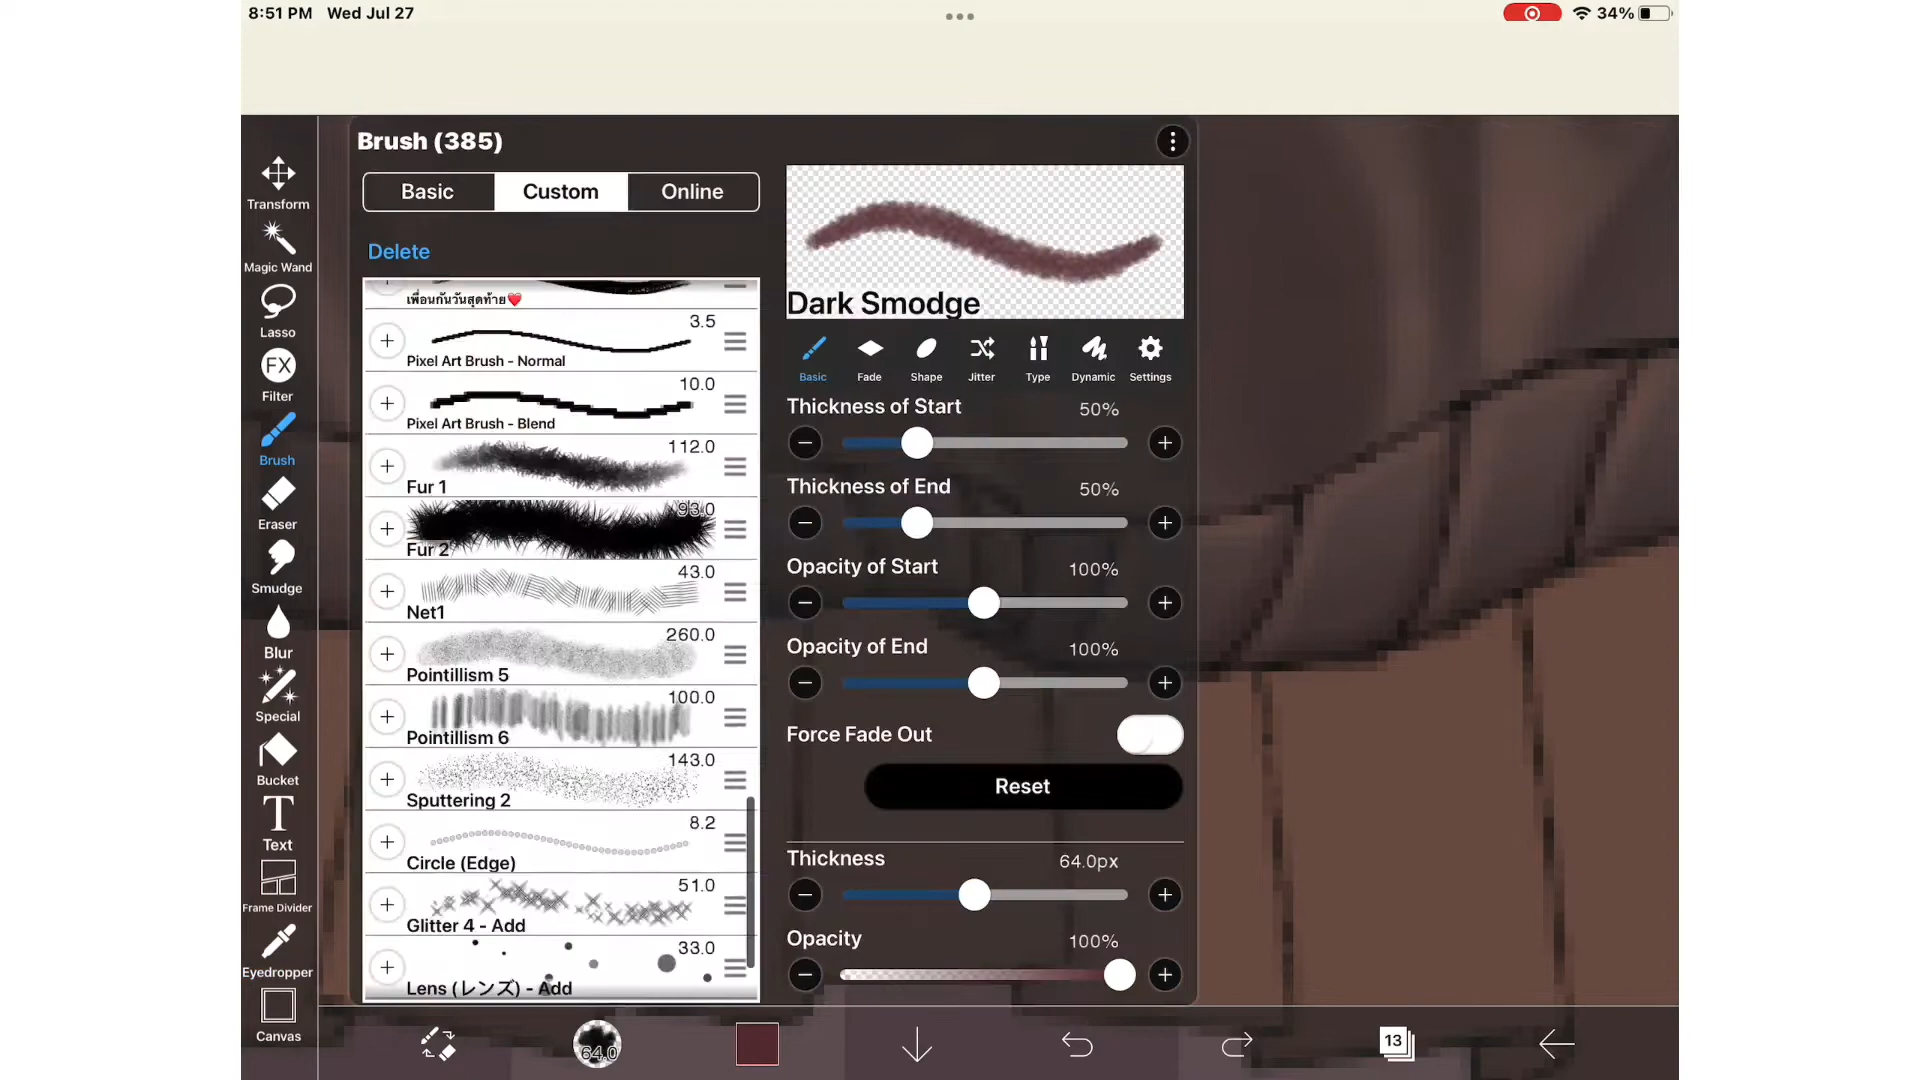 8:51 PM Wed Jul 27
34%
Brush (385)
Basic
Custom
Online
Delete
เพื่อนกันวันสุดท้าย❤️
3.5
Pixel Art Brush - Normal
10.0
Pixel Art Brush - Blend
112.0
Fur 1
93.0
Fur 2
43.0
Net1
260.0
Pointillism 5
100.0
Pointillism 6
143.0
Sputtering 2
8.2
Circle (Edge)
51.0
Glitter 4 - Add
33.0
Lens (レンズ) - Add
Dark Smodge
Basic
Fade
Shape
Jitter
Type
Dynamic
Settings
Thickness of Start
50%
Thickness of End
50%
Opacity of Start
100%
Opacity of End
100%
Force Fade Out
Reset
Thickness
64.0px
Opacity
100%
Transform
Magic Wand
Lasso
FX
Filter
Brush
Eraser
Smudge
Blur
Special
Bucket
T
Text
Frame Divider
Eyedropper
Canvas
64.0
13